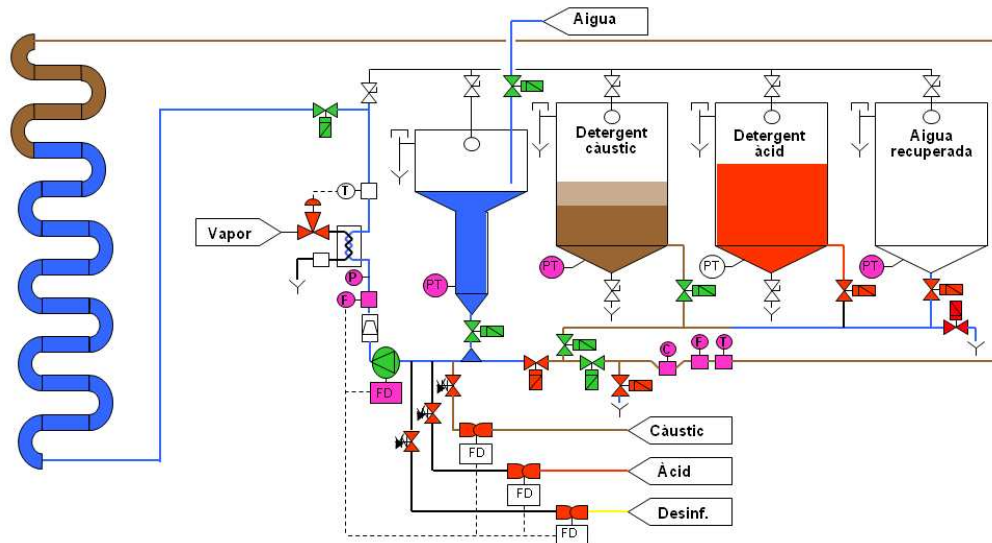 Aigua
Detergent
càustic
Detergent
àcid
Aigua
recuperada
T
Vapor
PT
PT
PT
PT
P
F
C
F
T
FD
Càustic
FD
Àcid
FD
Desinf.
FD